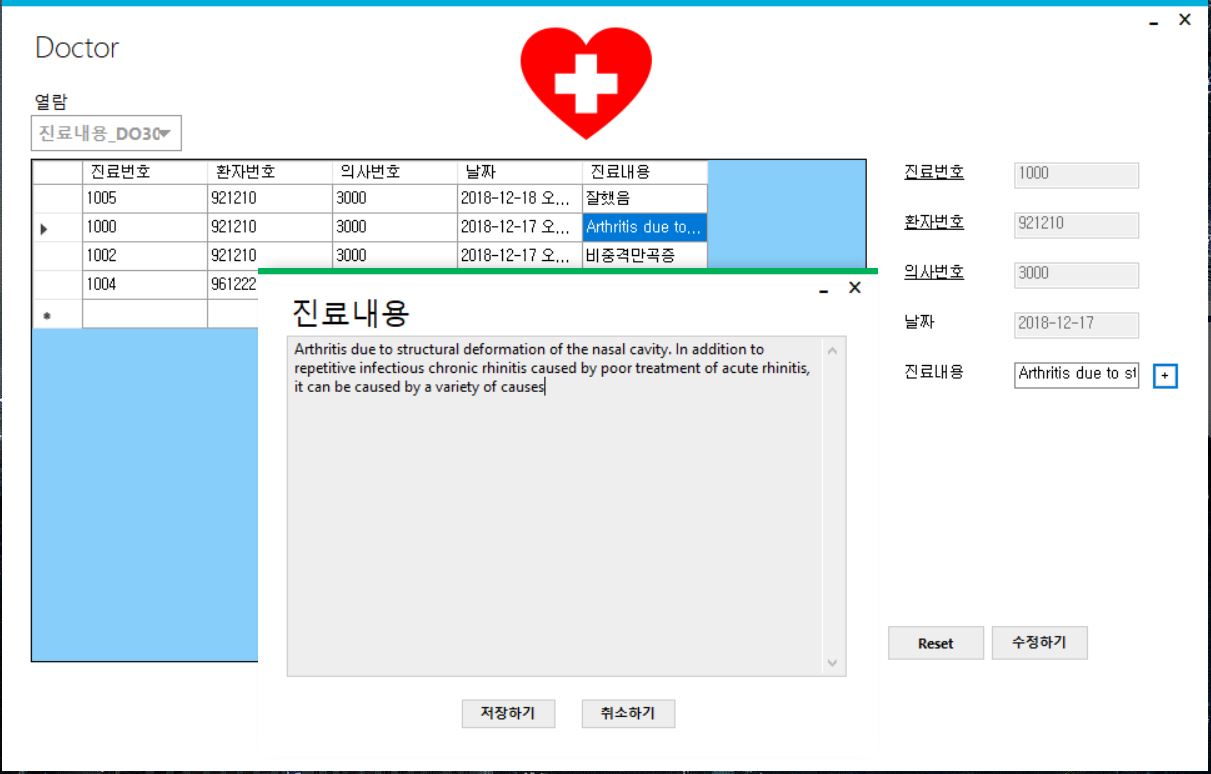 Doctor
열람
진료내용_DO30
진료번호 환자번호 의사번호 날짜 진료내용
1005 921210 3000 2018-12-18 오... 잘했음
1000 921210 3000 2018-12-17 오... Arthritis due to...
1002 921210 3000 2018-12-17 오... 비중격만곡증
1004 961222
진료번호 1000
환자번호 921210
의사번호 3000
날짜 2018-12-17
진료내용 Arthritis due to st
+
진료내용
Arthritis due to structural deformation of the nasal cavity. In addition to
repetitive infectious chronic rhinitis caused by poor treatment of acute rhinitis,
it can be caused by a variety of causes
저장하기 취소하기
Reset 수정하기